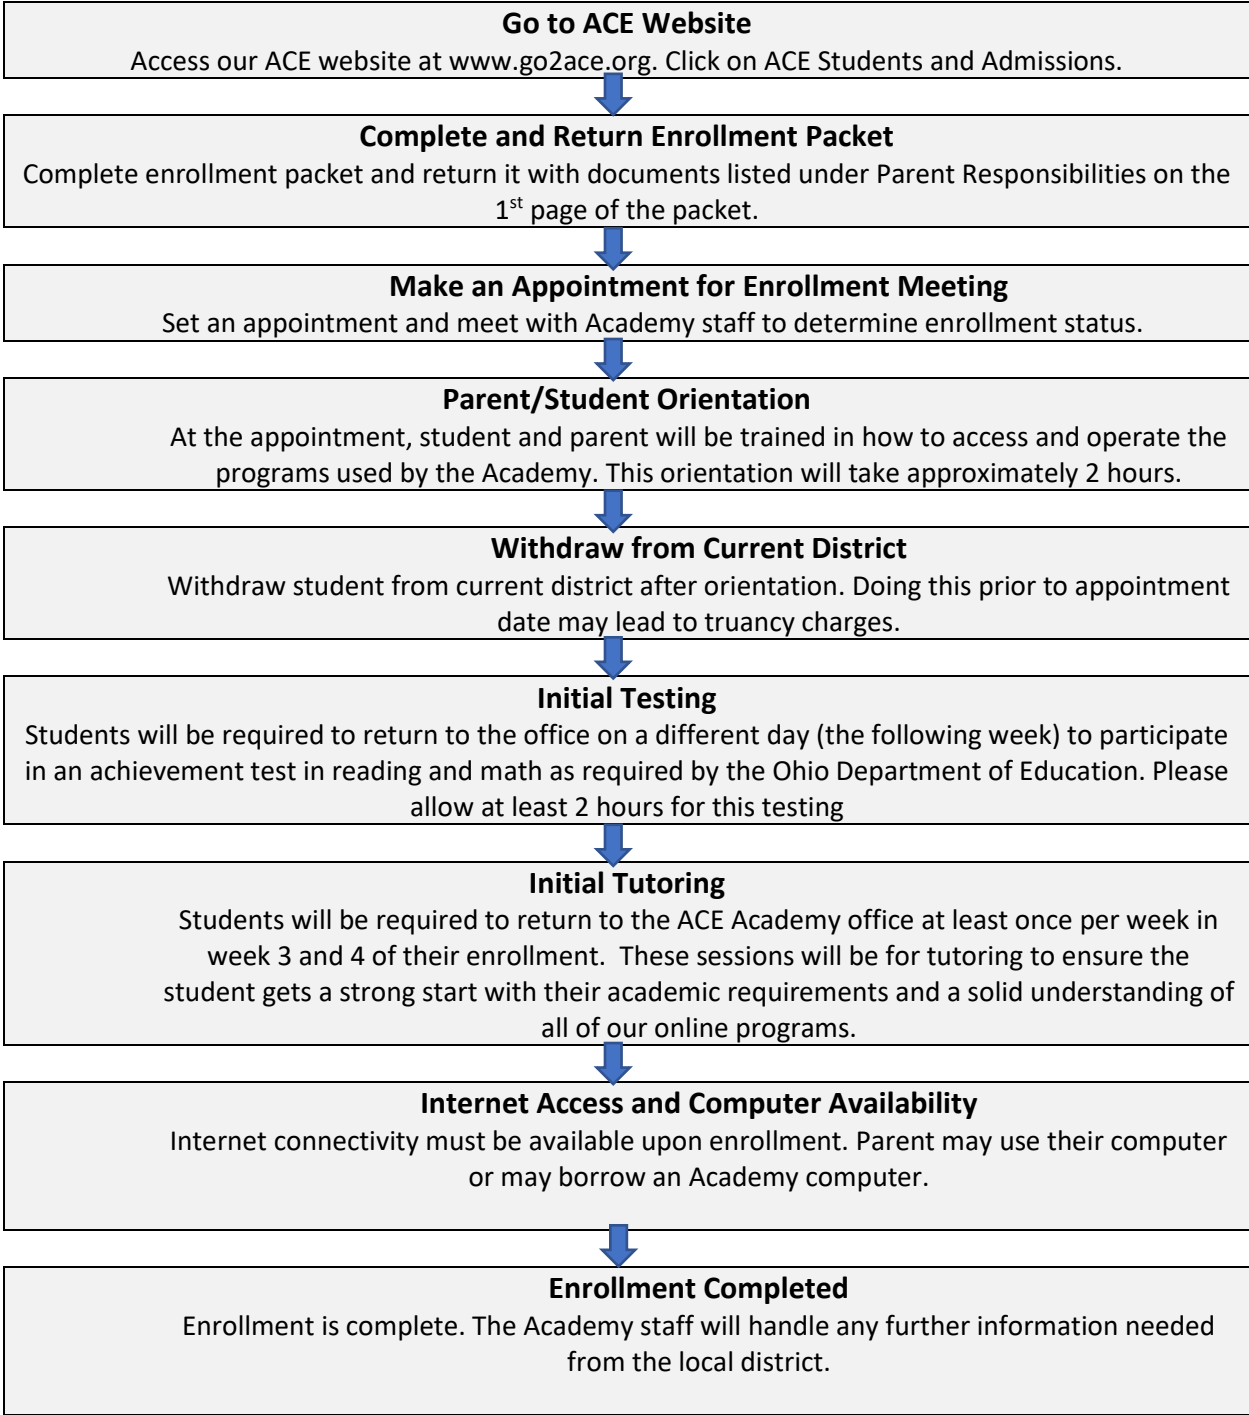 Go to ACE Website
Access our ACE website at www.go2ace.org. Click on ACE Students and Admissions.
Complete and Return Enrollment Packet
Complete enrollment packet and return it with documents listed under Parent Responsibilities on the
1st page of the packet.
Make an Appointment for Enrollment Meeting
Set an appointment and meet with Academy staff to determine enrollment status.
Parent/Student Orientation
At the appointment, student and parent will be trained in how to access and operate the
programs used by the Academy. This orientation will take approximately 2 hours.
Withdraw from Current District
Withdraw student from current district after orientation. Doing this prior to appointment
date may lead to truancy charges.
Initial Testing
Students will be required to return to the office on a different day (the following week) to participate
in an achievement test in reading and math as required by the Ohio Department of Education. Please
allow at least 2 hours for this testing
Initial Tutoring
Students will be required to return to the ACE Academy office at least once per week in
week 3 and 4 of their enrollment.  These sessions will be for tutoring to ensure the
student gets a strong start with their academic requirements and a solid understanding of
all of our online programs.
Internet Access and Computer Availability
Internet connectivity must be available upon enrollment. Parent may use their computer
or may borrow an Academy computer.
Enrollment Completed
Enrollment is complete. The Academy staff will handle any further information needed
from the local district.